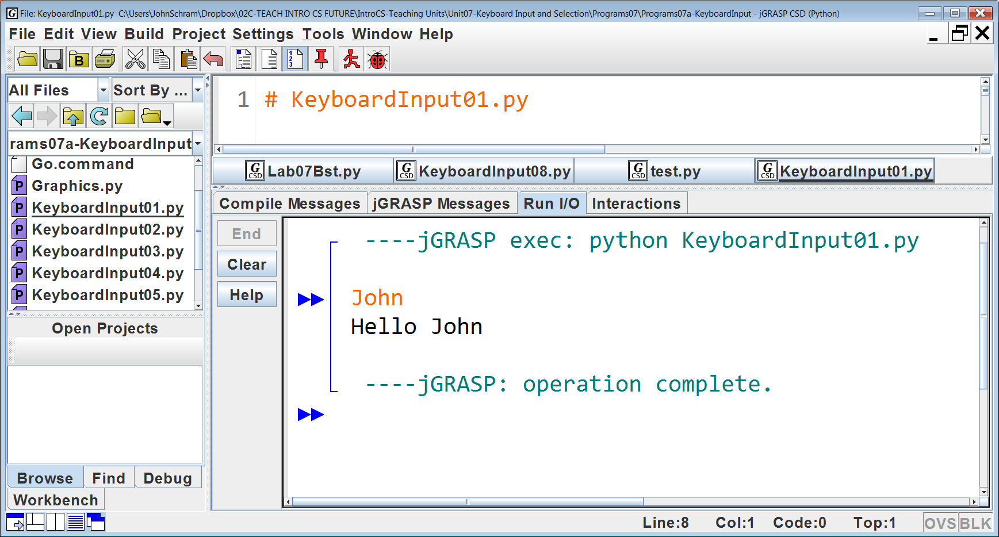 File: KeyboardInput01.py  C:\Users\JohnSchram\Dropbox\02C-TEACH INTRO CS FUTURE\IntroCS-Teaching Units\Unit07-Keyboard Input and Selection\Programs07\Programs07a-KeyboardInput - jGRASP CSD (Python)
File Edit View Build Project Settings Tools Window Help
All Files
Sort By ...
rams07a-KeyboardInput
Go.command
Graphics.py
KeyboardInput01.py
KeyboardInput02.py
KeyboardInput03.py
KeyboardInput04.py
KeyboardInput05.py
Open Projects
Browse Find Debug
Workbench
1 # KeyboardInput01.py
Lab07Bst.py KeyboardInput08.py test.py KeyboardInput01.py
Compile Messages jGRASP Messages Run I/O Interactions
End
Clear
Help
----jGRASP exec: python KeyboardInput01.py
John
Hello John
----jGRASP: operation complete.
Line:8 Col:1 Code:0 Top:1 OVS BLK